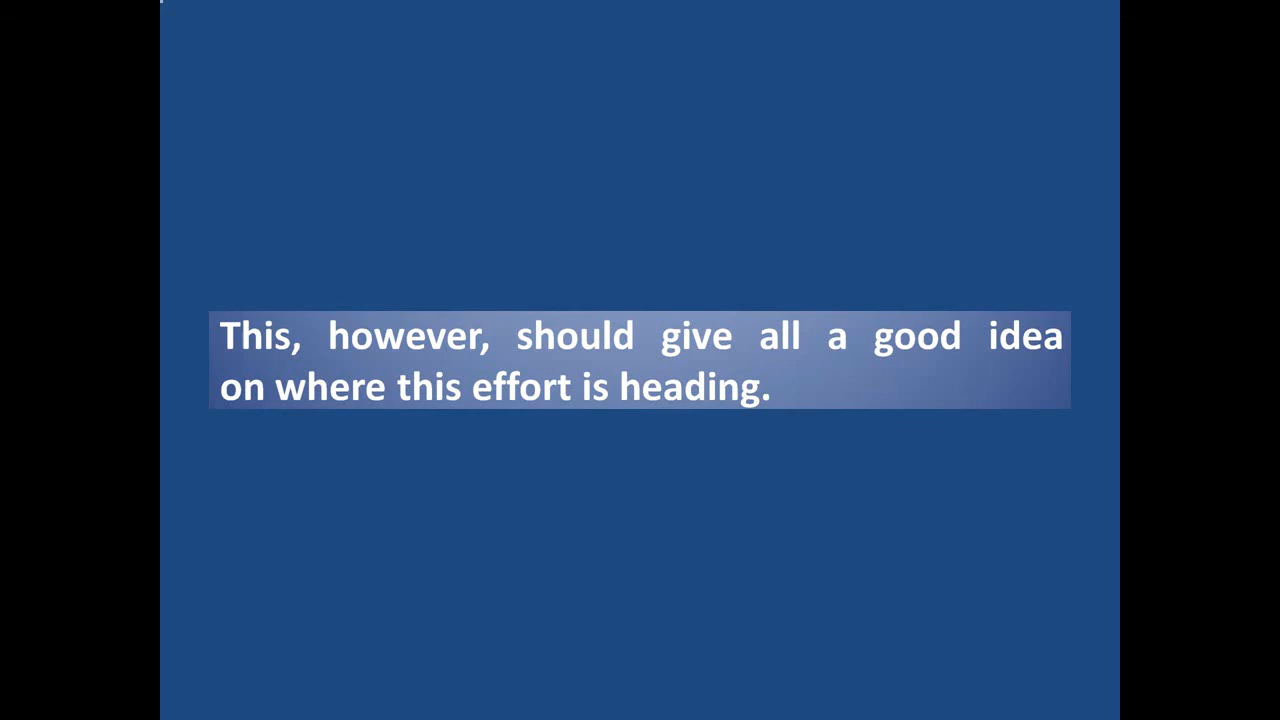 This, however, should give all a good idea
on where this effort is heading.